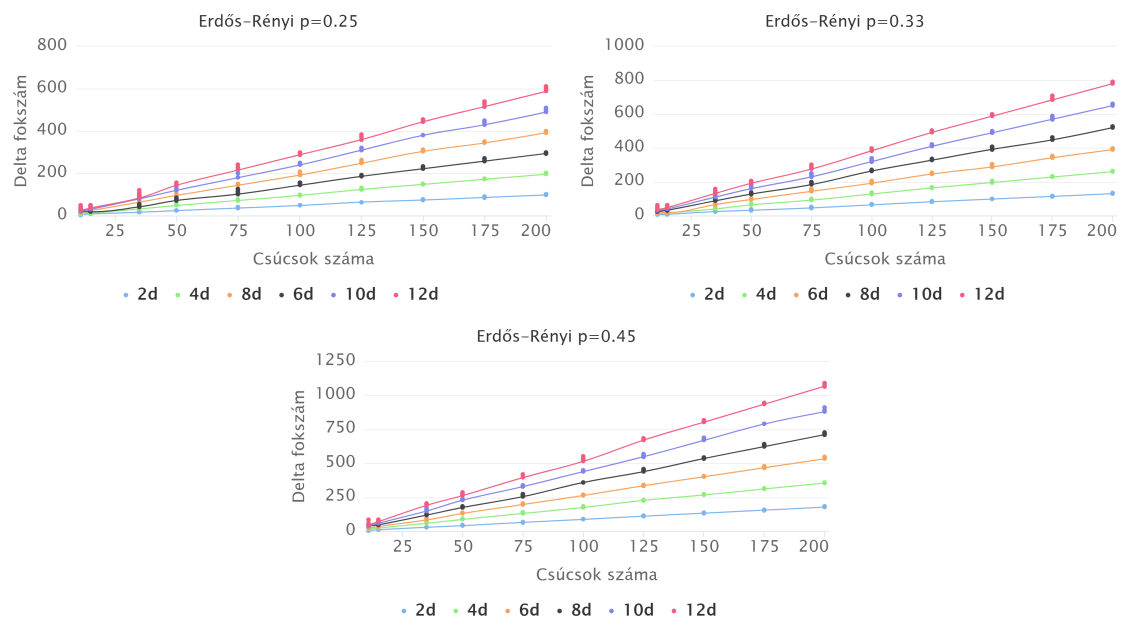 Erdős–Rényi p=0.25
Delta fokszám
800
600
400
200
0
25 50 75 100 125 150 175 200
Csúcsok száma
2d 4d 8d 6d 10d 12d
Erdős–Rényi p=0.33
Delta fokszám
1000
800
600
400
200
0
25 50 75 100 125 150 175 200
Csúcsok száma
2d 4d 6d 8d 10d 12d
Erdős–Rényi p=0.45
Delta fokszám
1250
1000
750
500
250
0
25 50 75 100 125 150 175 200
Csúcsok száma
2d 4d 6d 8d 10d 12d